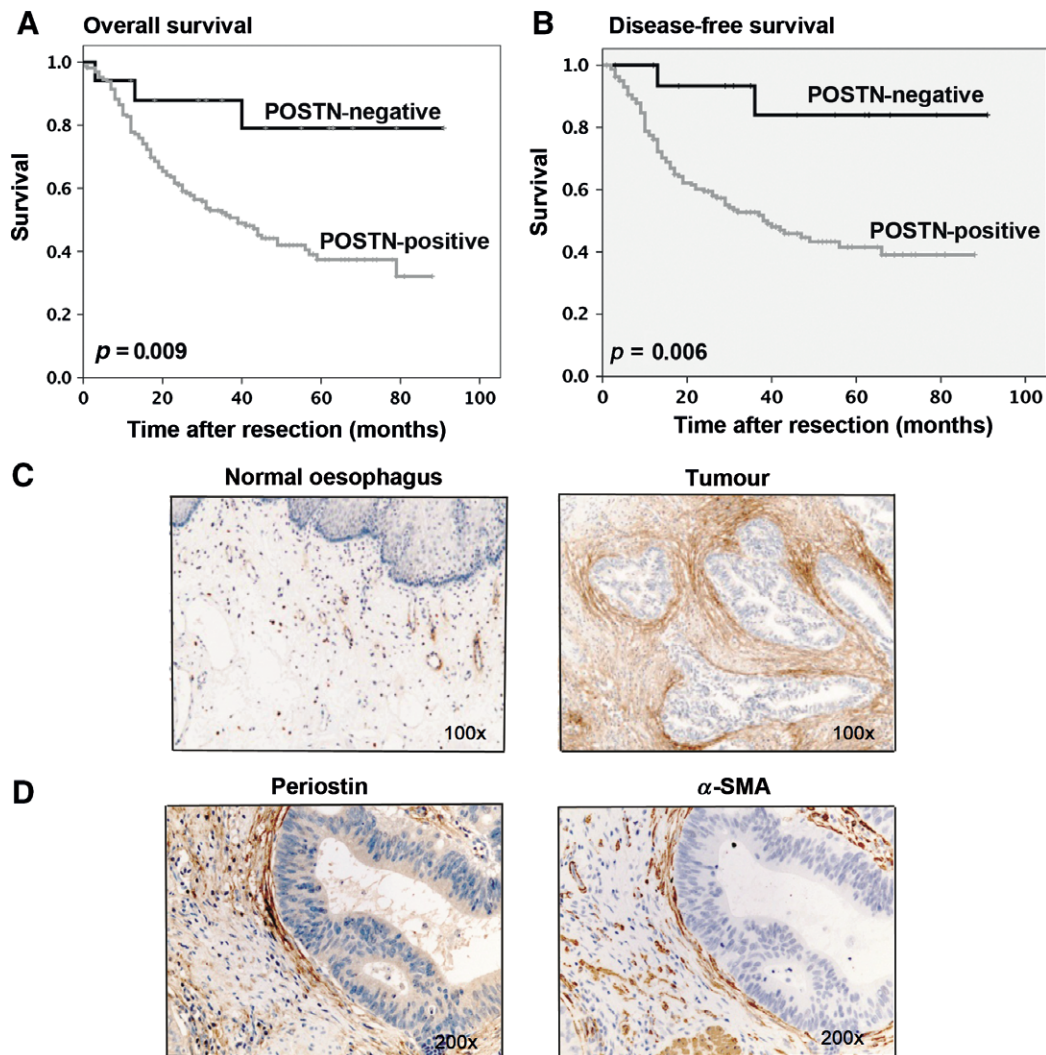 A Overall survival
1.0
0.8
0.6
0.4
0.2
0.0
Survival
POSTN-negative
POSTN-positive
p = 0.009
0 20 40 60 80 100
Time after resection (months)
B Disease-free survival
1.0
0.8
0.6
0.4
0.2
0.0
Survival
POSTN-negative
POSTN-positive
p = 0.006
0 20 40 60 80 100
Time after resection (months)
C
Normal oesophagus
100x
Tumour
100x
D
Periostin
200x
α-SMA
200x